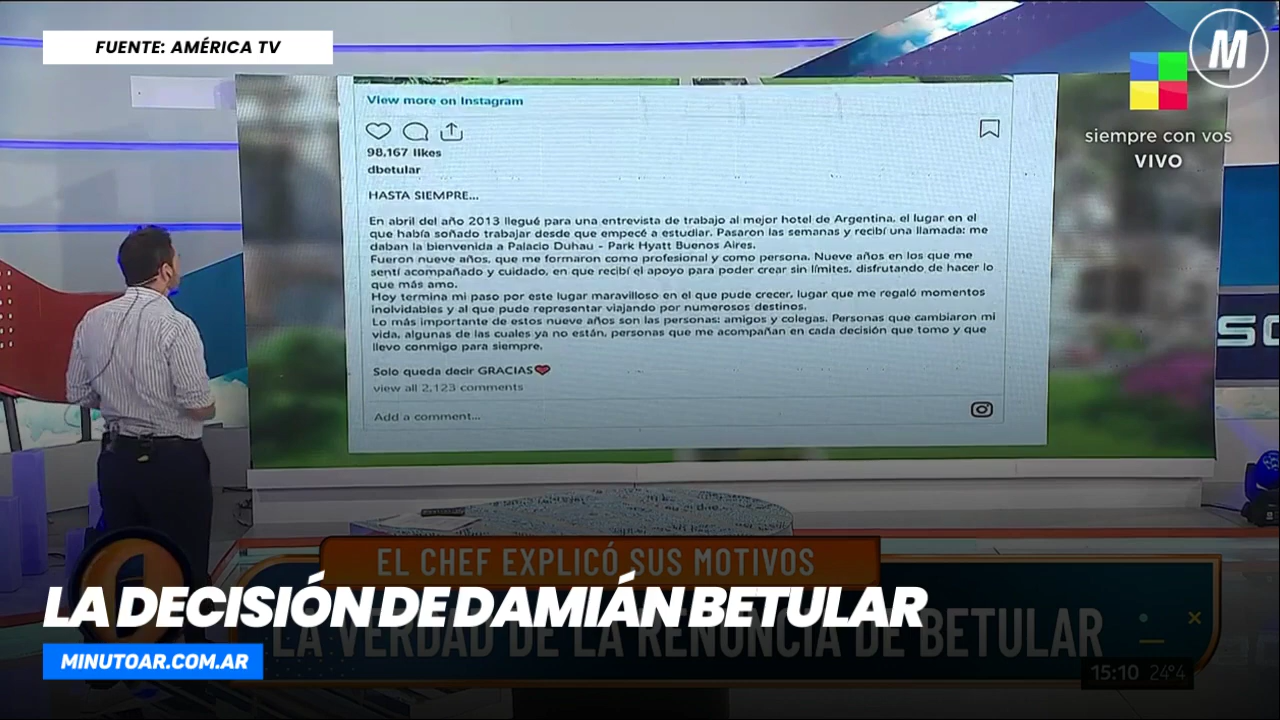 FUENTE: AMÉRICA TV
M
siempre con vos
VIVO
View more on Instagram
98,167 likes
dbetular
HASTA SIEMPRE...
En abril del año 2013 llegué para una entrevista de trabajo al mejor hotel de Argentina, el lugar en el
que había soñado trabajar desde que empecé a estudiar. Pasaron las semanas y recibí una llamada: me
daban la bienvenida a Palacio Duhau - Park Hyatt Buenos Aires.
Fueron nueve años, que me formaron como profesional y como persona. Nueve años en los que me
sentí acompañado y cuidado, en que recibí el apoyo para poder crear sin límites, disfrutando de hacer lo
que más amo.
Hoy termina mi paso por este lugar maravilloso en el que pude crecer, lugar que me regaló momentos
inolvidables y al que pude representar viajando por numerosos destinos.
Lo más importante de estos nueve años son las personas: amigos y colegas. Personas que cambiaron mi
vida, algunas de las cuales ya no están, personas que me acompañan en cada decisión que tomo y que
llevo conmigo para siempre.
Solo queda decir GRACIAS❤
view all 2,123 comments
Add a comment...
EL CHEF EXPLICÓ SUS MOTIVOS
LA DECISIÓN DE DAMIÁN BETULAR
LA VERDAD DE LA RENUNCIA DE BETULAR
MINUTOAR.COM.AR
15:10 24°4